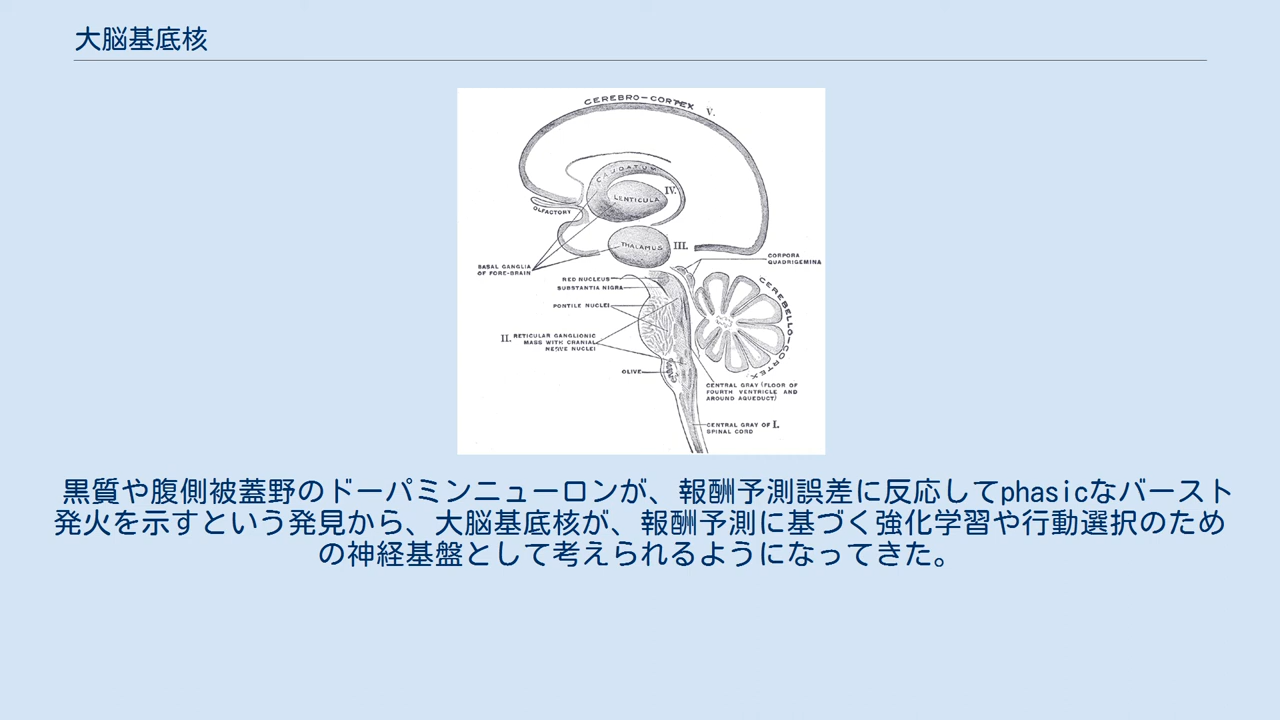 大脳基底核
CEREBRO-CORTEX
V.
CAUDATUM
IV.
LENTICULA
OLFACTORY
THALAMUS
III.
BASAL GANGLIA
OF FORE-BRAIN
CORPORA
QUADRIGEMINA
RED NUCLEUS
SUBSTANTIA NIGRA
PONTILE NUCLEI
CEREBELLO-CORTEX
II. RETICULAR GANGLIONIC
MASS WITH CRANIAL
NERVE NUCLEI
OLIVE
CENTRAL GRAY (FLOOR OF
FOURTH VENTRICLE AND
AROUND AQUEDUCT)
CENTRAL GRAY OF I.
SPINAL CORD
黒質や腹側被蓋野のドーパミンニューロンが、報酬予測誤差に反応してphasicなバースト
発火を示すという発見から、大脳基底核が、報酬予測に基づく強化学習や行動選択のため
の神経基盤として考えられるようになってきた。